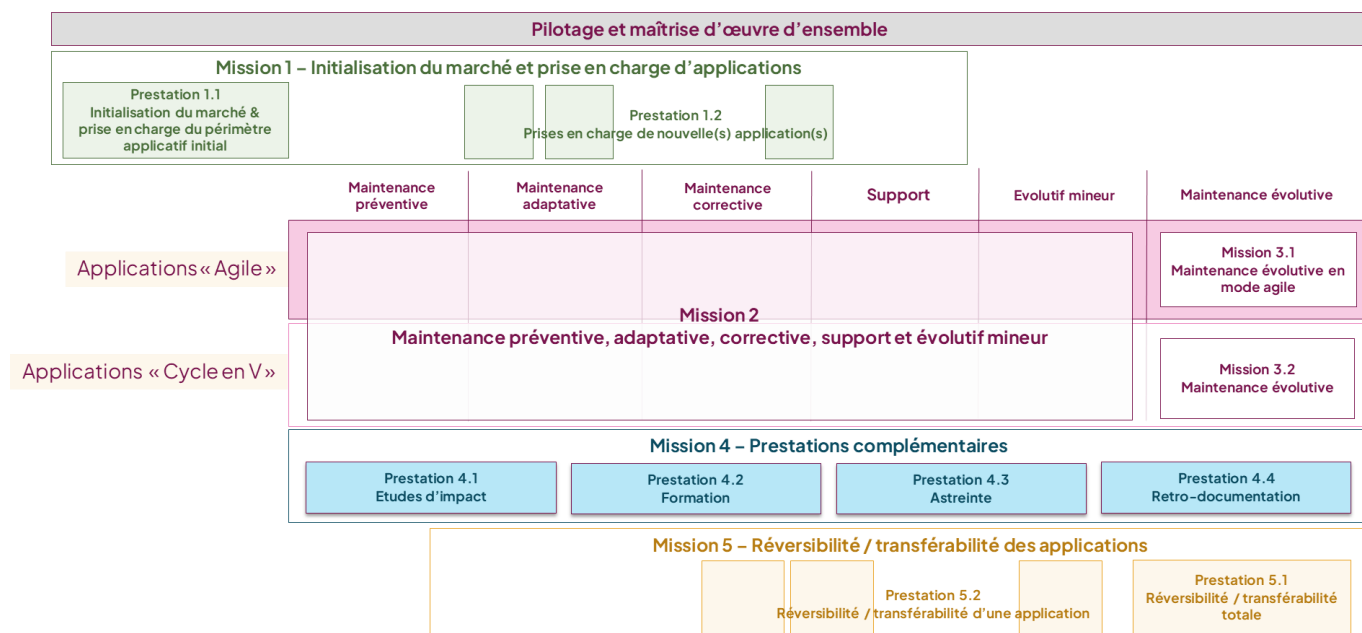 Pilotage et maîtrise d'œuvre d'ensemble
Mission 1 – Initialisation du marché et prise en charge d'applications
Prestation 1.1
Initialisation du marché &
prise en charge du périmètre
applicatif initial
Prestation 1.2
Prises en charge de nouvelle(s) application(s)
Maintenance
préventive
Maintenance
adaptative
Maintenance
corrective
Support
Evolutif mineur
Maintenance évolutive
Applications « Agile »
Mission 3.1
Maintenance évolutive en
mode agile
Mission 2
Maintenance préventive, adaptative, corrective, support et évolutif mineur
Applications « Cycle en V »
Mission 3.2
Maintenance évolutive
Mission 4 – Prestations complémentaires
Prestation 4.1
Etudes d'impact
Prestation 4.2
Formation
Prestation 4.3
Astreinte
Prestation 4.4
Retro-documentation
Mission 5 – Réversibilité / transférabilité des applications
Prestation 5.2
Réversibilité / transférabilité d'une application
Prestation 5.1
Réversibilité / transférabilité
totale